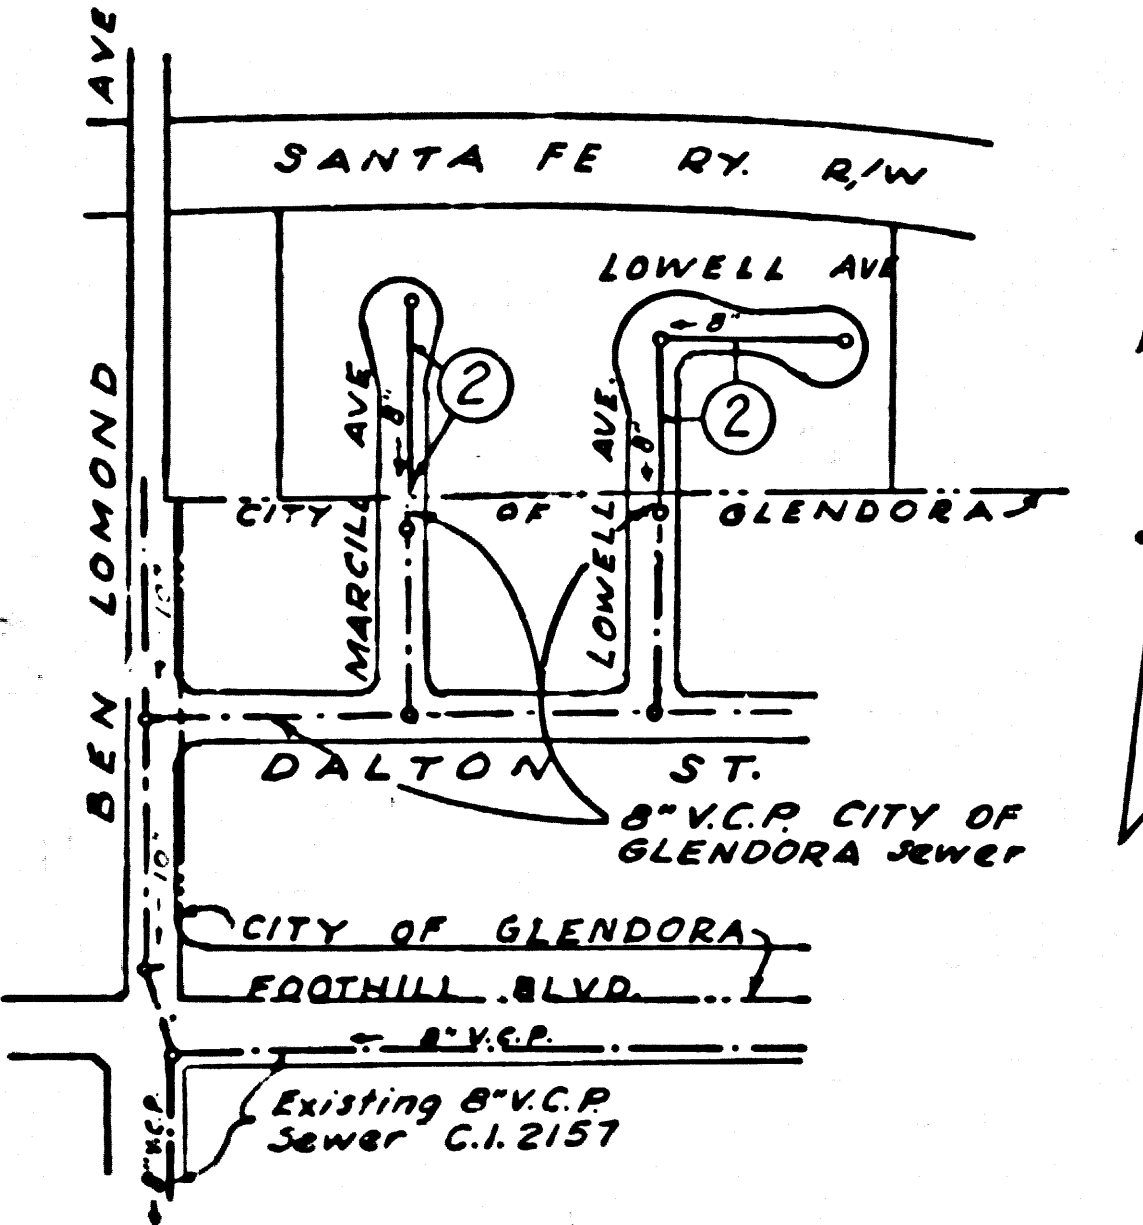 BEN LOMOND AVE
SANTA FE RY. R/W
LOWELL AVE
8"
2
MARCILE AVE
8"
2
LOWELL AVE.
8"
CITY OF GLENDORA
10"
DALTON ST.
8" V.C.P. CITY OF
GLENDORA sewer
10"
CITY OF GLENDORA
FOOTHILL BLVD.
8" V.C.P.
Existing 8" V.C.P.
Sewer C.I. 2157
8" V.C.P.